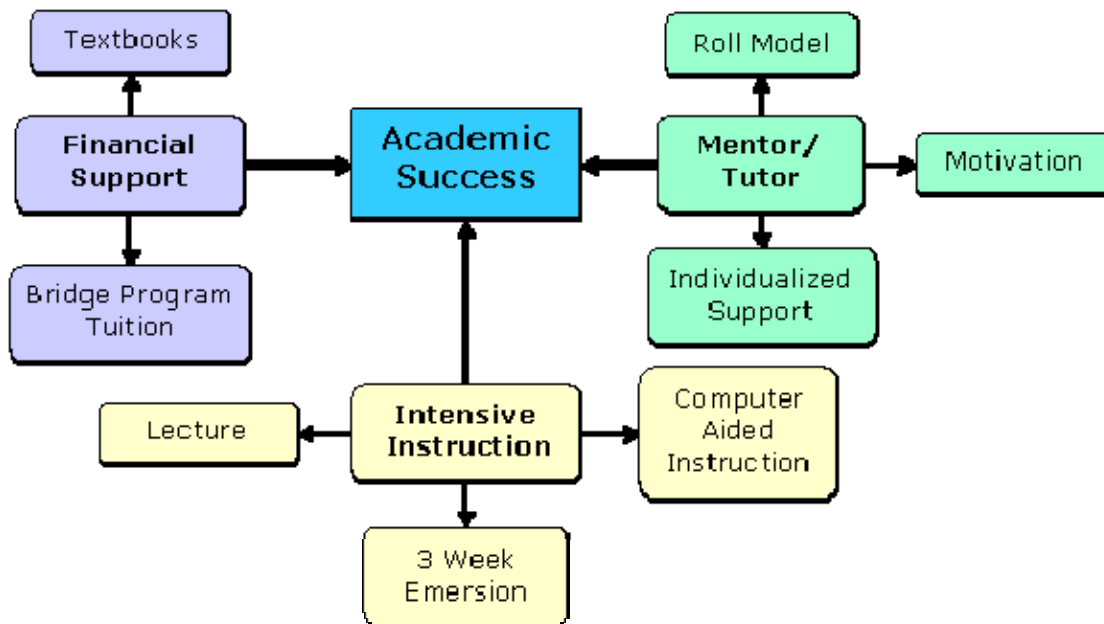 Textbooks
Financial
Support
Bridge Program
Tuition
Academic
Success
Roll Model
Mentor/
Tutor
Motivation
Individualized
Support
Lecture
Intensive
Instruction
Computer
Aided
Instruction
3 Week
Emersion